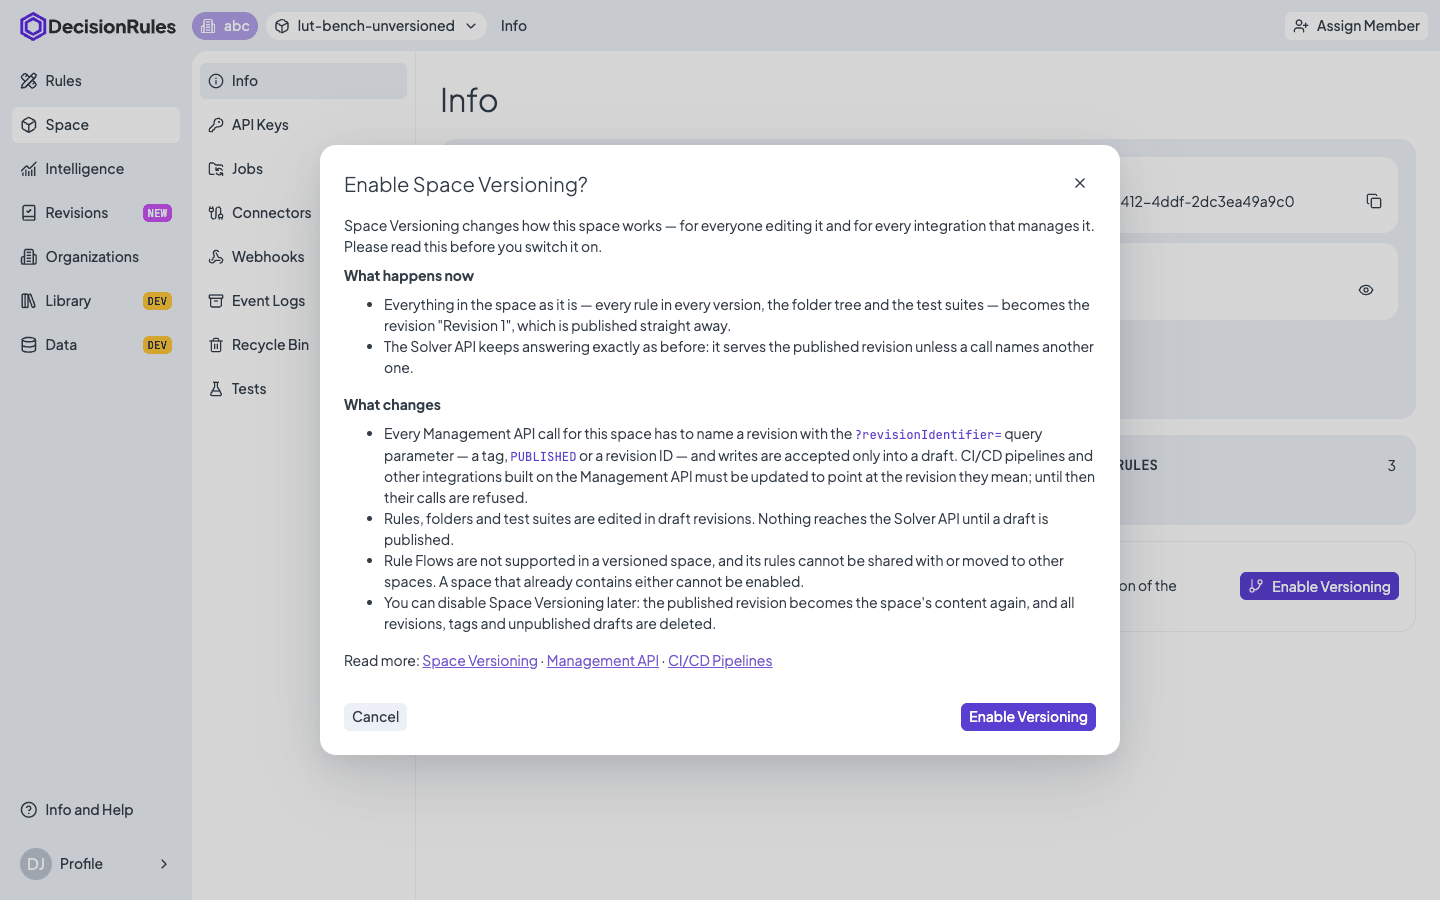 DecisionRules
abc
lut-bench-unversioned
Info
Assign Member
Rules
Space
Intelligence
Revisions NEW
Organizations
Library DEV
Data DEV
Info and Help
DJ Profile
Info
API Keys
Jobs
Connectors
Webhooks
Event Logs
Recycle Bin
Tests
Info
412-4ddf-2dc3ea49a9c0
RULES 3
on of the
Enable Versioning
Enable Space Versioning?
Space Versioning changes how this space works — for everyone editing it and for every integration that manages it.
Please read this before you switch it on.
What happens now
• Everything in the space as it is — every rule in every version, the folder tree and the test suites — becomes the
revision "Revision 1", which is published straight away.
• The Solver API keeps answering exactly as before: it serves the published revision unless a call names another
one.
What changes
• Every Management API call for this space has to name a revision with the ?revisionIdentifier= query
parameter — a tag, PUBLISHED or a revision ID — and writes are accepted only into a draft. CI/CD pipelines and
other integrations built on the Management API must be updated to point at the revision they mean; until then
their calls are refused.
• Rules, folders and test suites are edited in draft revisions. Nothing reaches the Solver API until a draft is
published.
• Rule Flows are not supported in a versioned space, and its rules cannot be shared with or moved to other
spaces. A space that already contains either cannot be enabled.
• You can disable Space Versioning later: the published revision becomes the space's content again, and all
revisions, tags and unpublished drafts are deleted.
Read more: Space Versioning · Management API · CI/CD Pipelines
Cancel
Enable Versioning